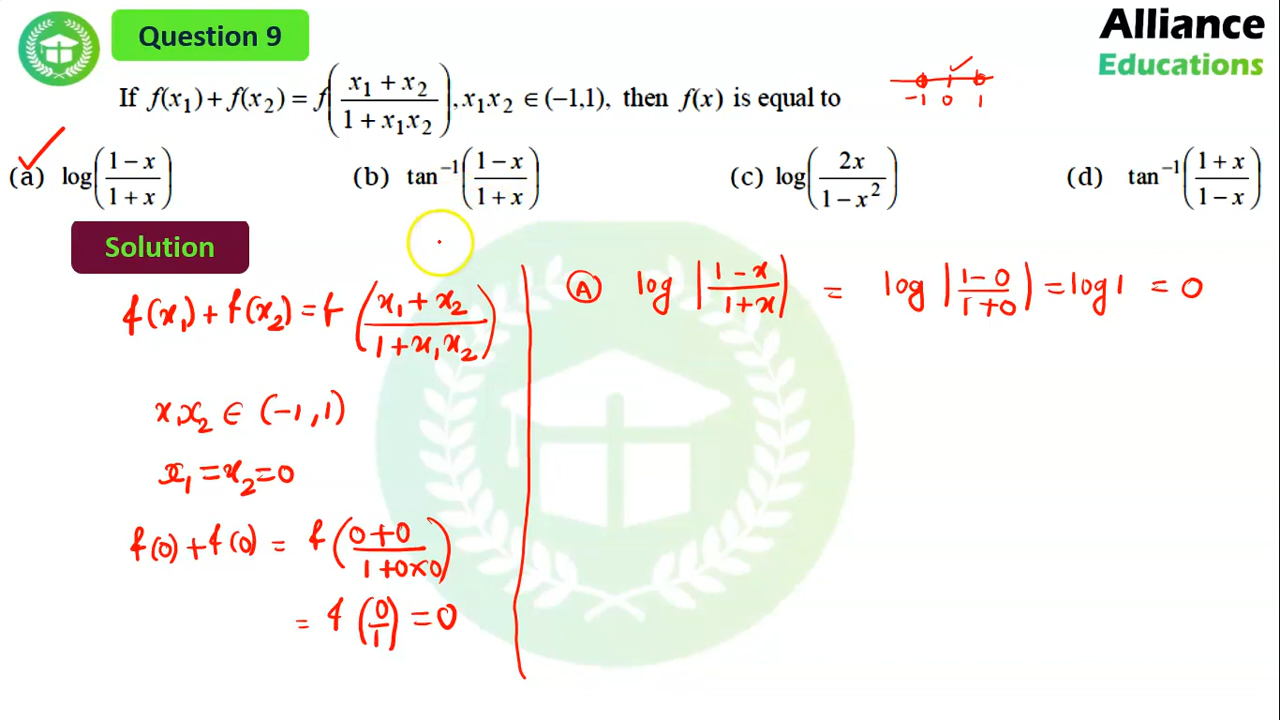 Question 9
Alliance
Educations
If f(x₁)+f(x₂) = f((x₁ + x₂)/(1 + x₁x₂)), x₁x₂ ∈(−1,1), then f(x) is equal to
−1 0 1
(a) log((1 − x)/(1 + x)) (b) tan⁻¹((1 − x)/(1 + x)) (c) log(2x/(1 − x²)) (d) tan⁻¹((1 + x)/(1 − x))
Solution
f(x₁) + f(x₂) = f((x₁ + x₂)/(1 + x₁x₂))
x₁x₂ ∈ (−1, 1)
x₁ = x₂ = 0
f(0) + f(0) = f((0+0)/(1+0×0))
= f(0/1) = 0
(A) log |(1−x)/(1+x)| = log |(1−0)/(1+0)| = log 1 = 0